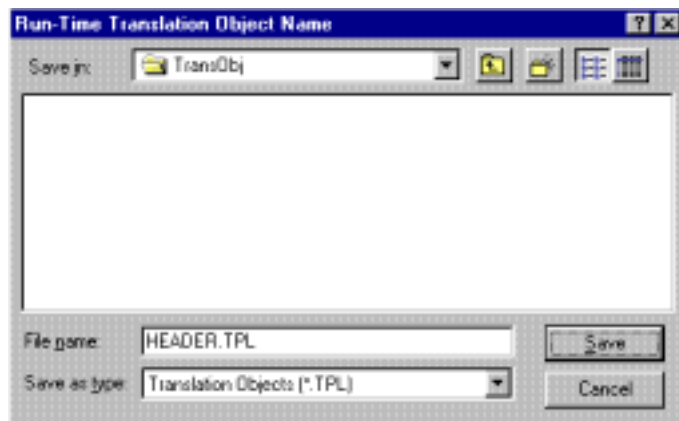 Run-Time Translation Object Name
Save in: TransObj
File name: HEADER.TPL
Save
Save as type: Translation Objects (*.TPL)
Cancel